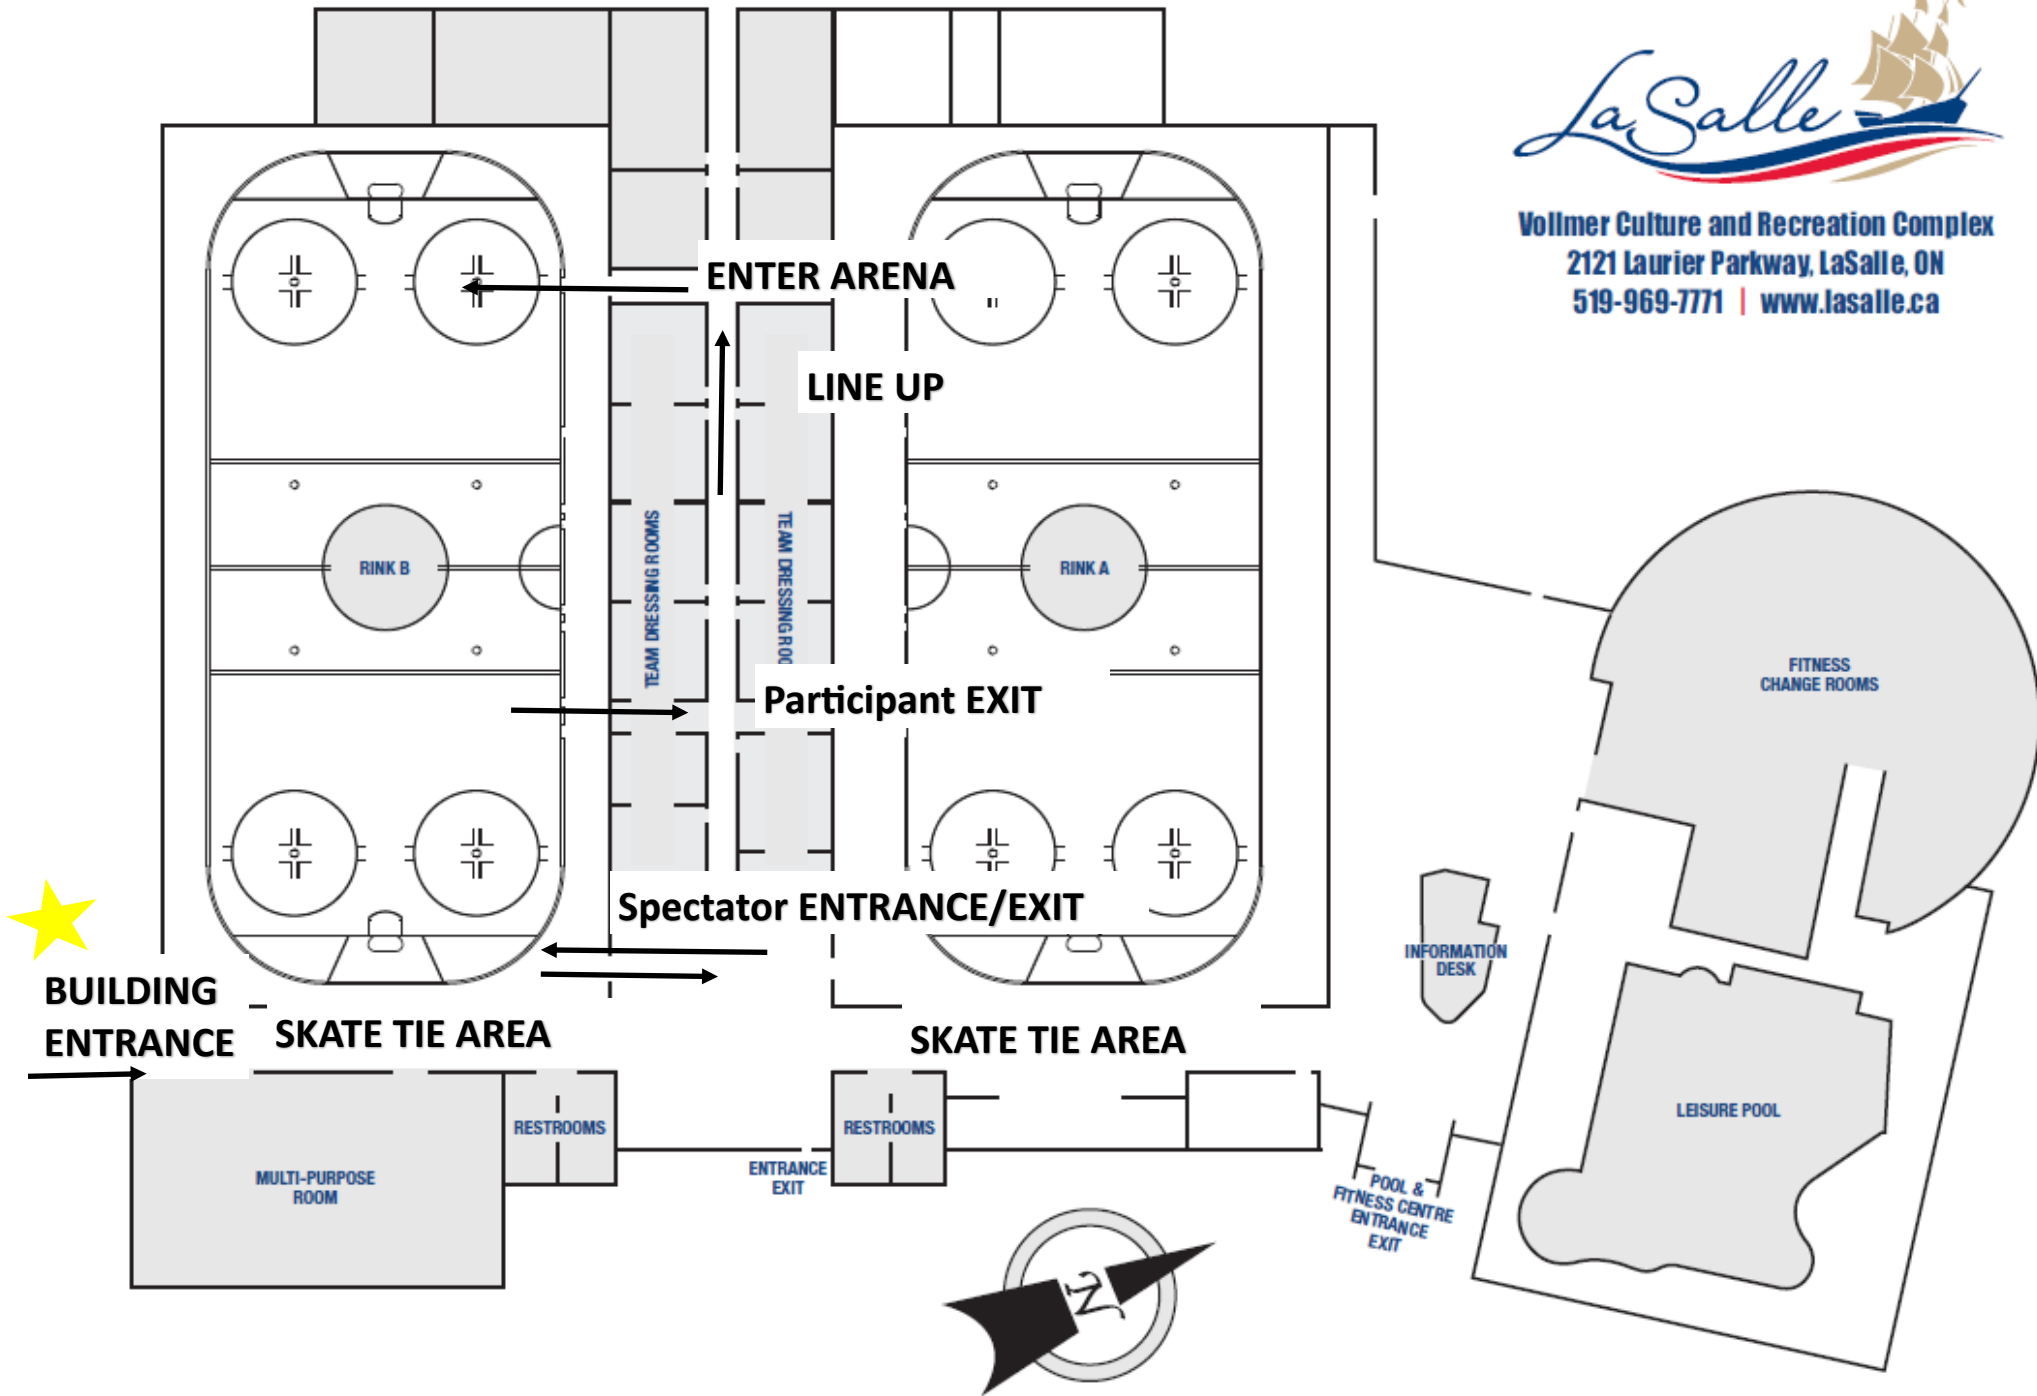 LaSalle
Vollmer Culture and Recreation Complex
2121 Laurier Parkway, LaSalle, ON
519-969-7771 | www.lasalle.ca
ENTER ARENA
LINE UP
RINK B
TEAM DRESSING ROOMS
TEAM DRESSING
RINK A
Participant EXIT
FITNESS
CHANGE ROOMS
Spectator ENTRANCE/EXIT
INFORMATION
DESK
BUILDING
ENTRANCE
SKATE TIE AREA
SKATE TIE AREA
RESTROOMS
RESTROOMS
LEISURE POOL
MULTI-PURPOSE
ROOM
ENTRANCE
EXIT
POOL &
FITNESS CENTRE
ENTRANCE
EXIT
N